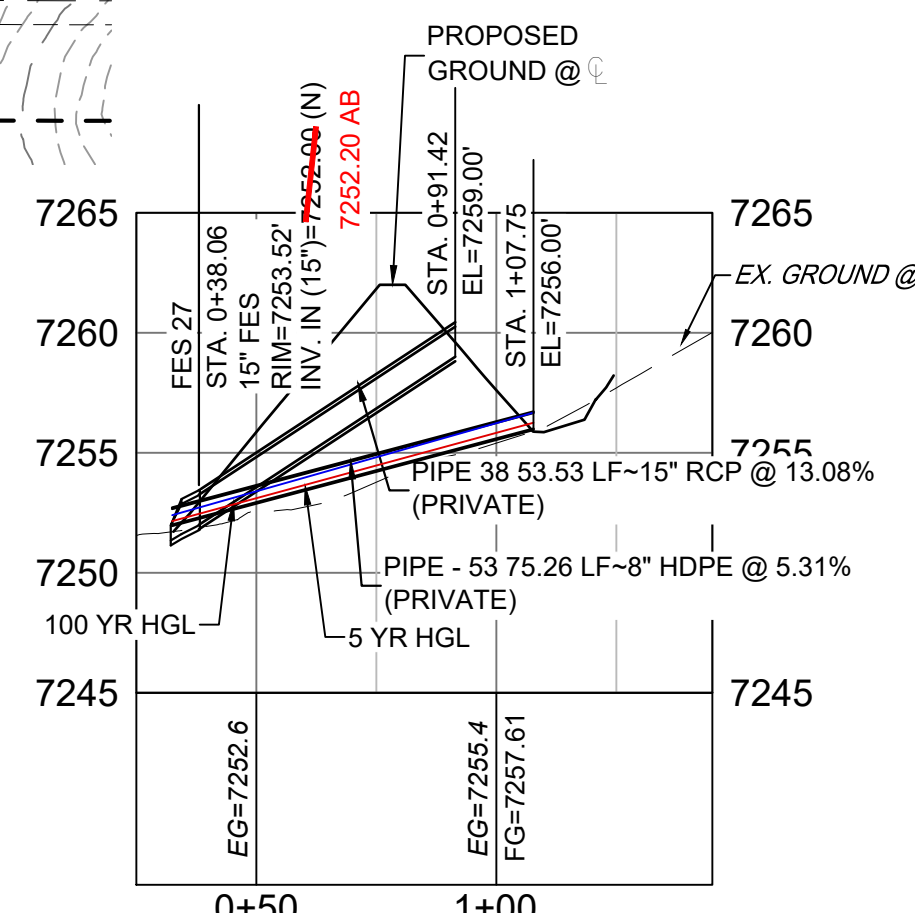 PROPOSED
GROUND @ ℄
FES 27
STA. 0+38.06
15" FES
RIM=7253.52'
INV. IN (15")=7252.00 (N)
7252.20 AB
STA. 0+91.42
EL=7259.00'
STA. 1+07.75
EL=7256.00'
7265
7265
EX. GROUND @
7260
7260
7255
7255
PIPE 38 53.53 LF~15" RCP @ 13.08%
(PRIVATE)
7250
PIPE - 53 75.26 LF~8" HDPE @ 5.31%
(PRIVATE)
7250
100 YR HGL
5 YR HGL
7245
7245
EG=7252.6
EG=7255.4
FG=7257.61
0+50
1+00